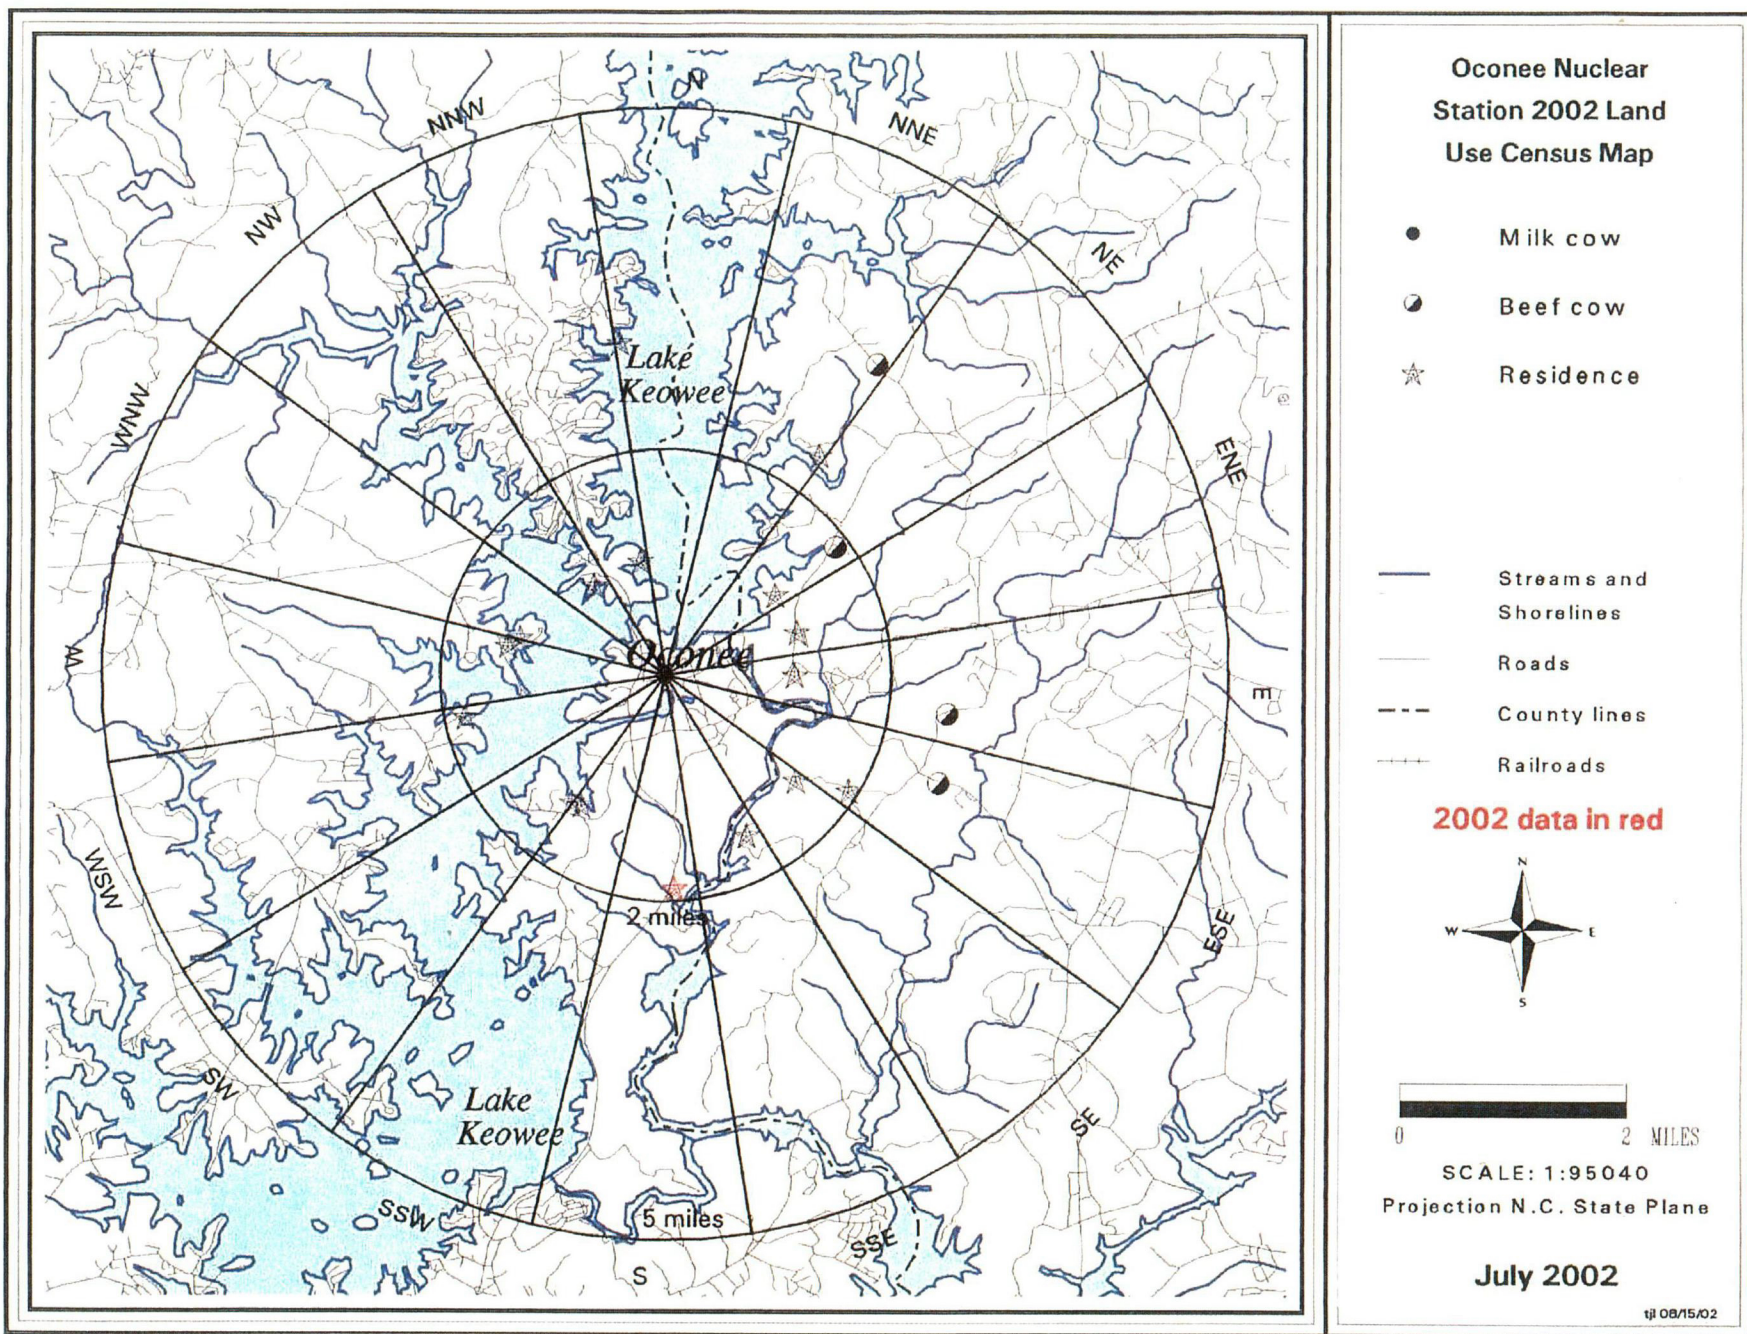 N
NNW
NNE
NW
NE
Lake
Keowee
WNW
ENE
Oconee
W
E
2 miles
WSW
ESE
SW
Lake
Keowee
SE
SSW
5 miles
SSE
S
Oconee Nuclear
Station 2002 Land
Use Census Map
Milk cow
Beef cow
Residence
Streams and
Shorelines
Roads
County lines
Railroads
2002 data in red
N
W E
S
0 2 MILES
SCALE: 1:95040
Projection N.C. State Plane
July 2002
tjl 08/15/02